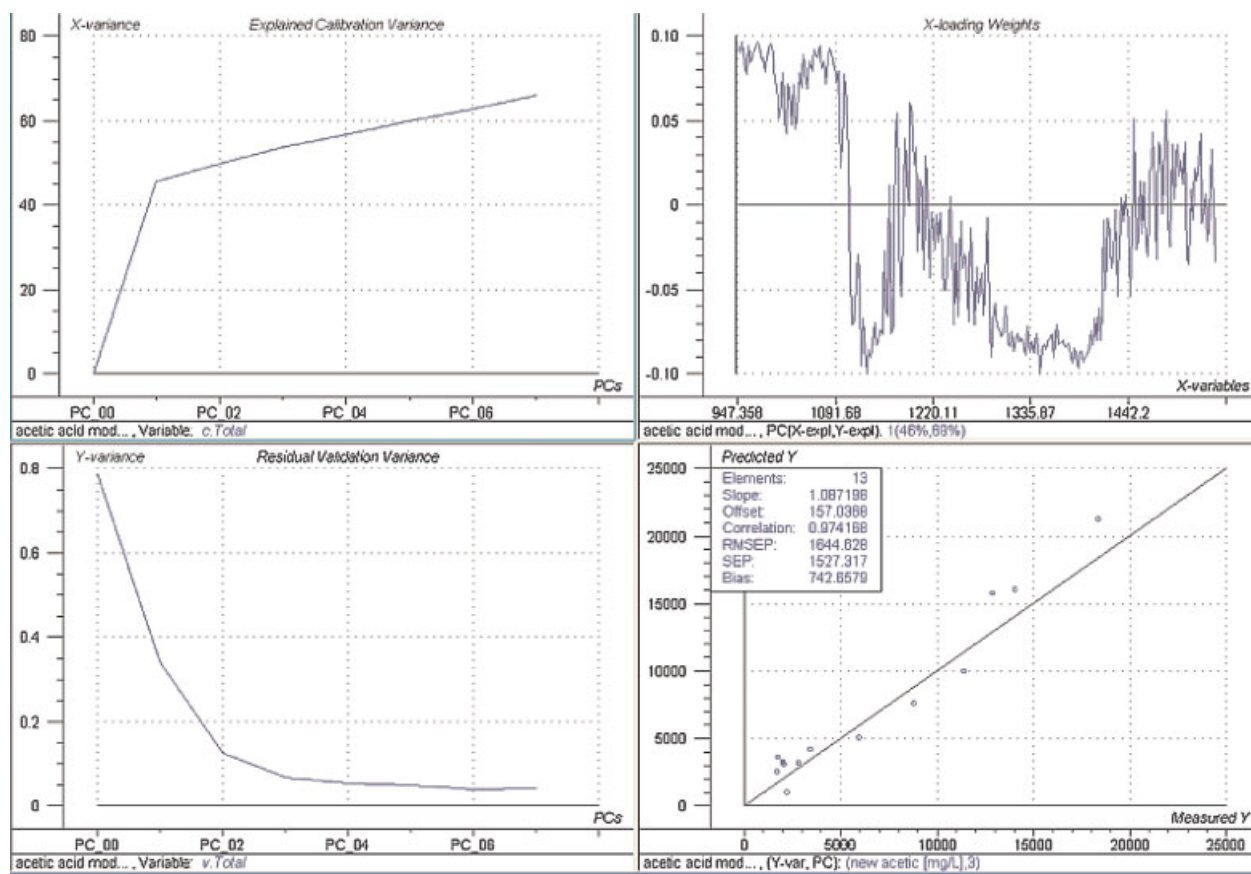 X-variance Explained Calibration Variance
80
60
40
20
0
PCs
PC_00 PC_02 PC_04 PC_06
acetic acid mod..., Variable: c.Total
X-loading Weights
0.10
0.05
0
-0.05
-0.10
X-variables
947.358 1091.68 1220.11 1335.87 1442.2
acetic acid mod..., PC(X-expl,Y-expl): 1(46%,69%)
Y-variance Residual Validation Variance
0.8
0.6
0.4
0.2
0
PCs
PC_00 PC_02 PC_04 PC_06
acetic acid mod..., Variable: v.Total
Predicted Y
25000
20000
15000
10000
5000
0
Elements: 13
Slope: 1.087198
Offset: 157.0388
Correlation: 0.974168
RMSEP: 1644.628
SEP: 1527.317
Bias: 742.6579
Measured Y
0 5000 10000 15000 20000 25000
acetic acid mod..., (Y-var, PC): (new acetic [mg/L],3)